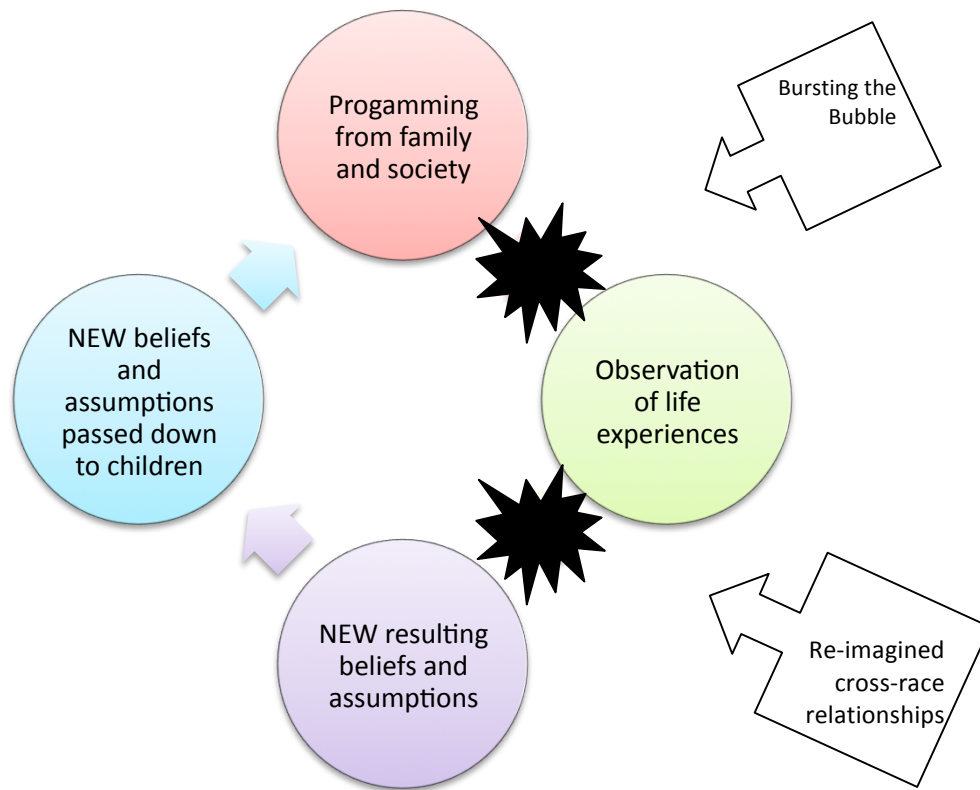 Progamming
from family
and society
Bursting the
Bubble
NEW beliefs
and
assumptions
passed down
to children
Observation
of life
experiences
NEW resulting
beliefs and
assumptions
Re-imagined
cross-race
relationships